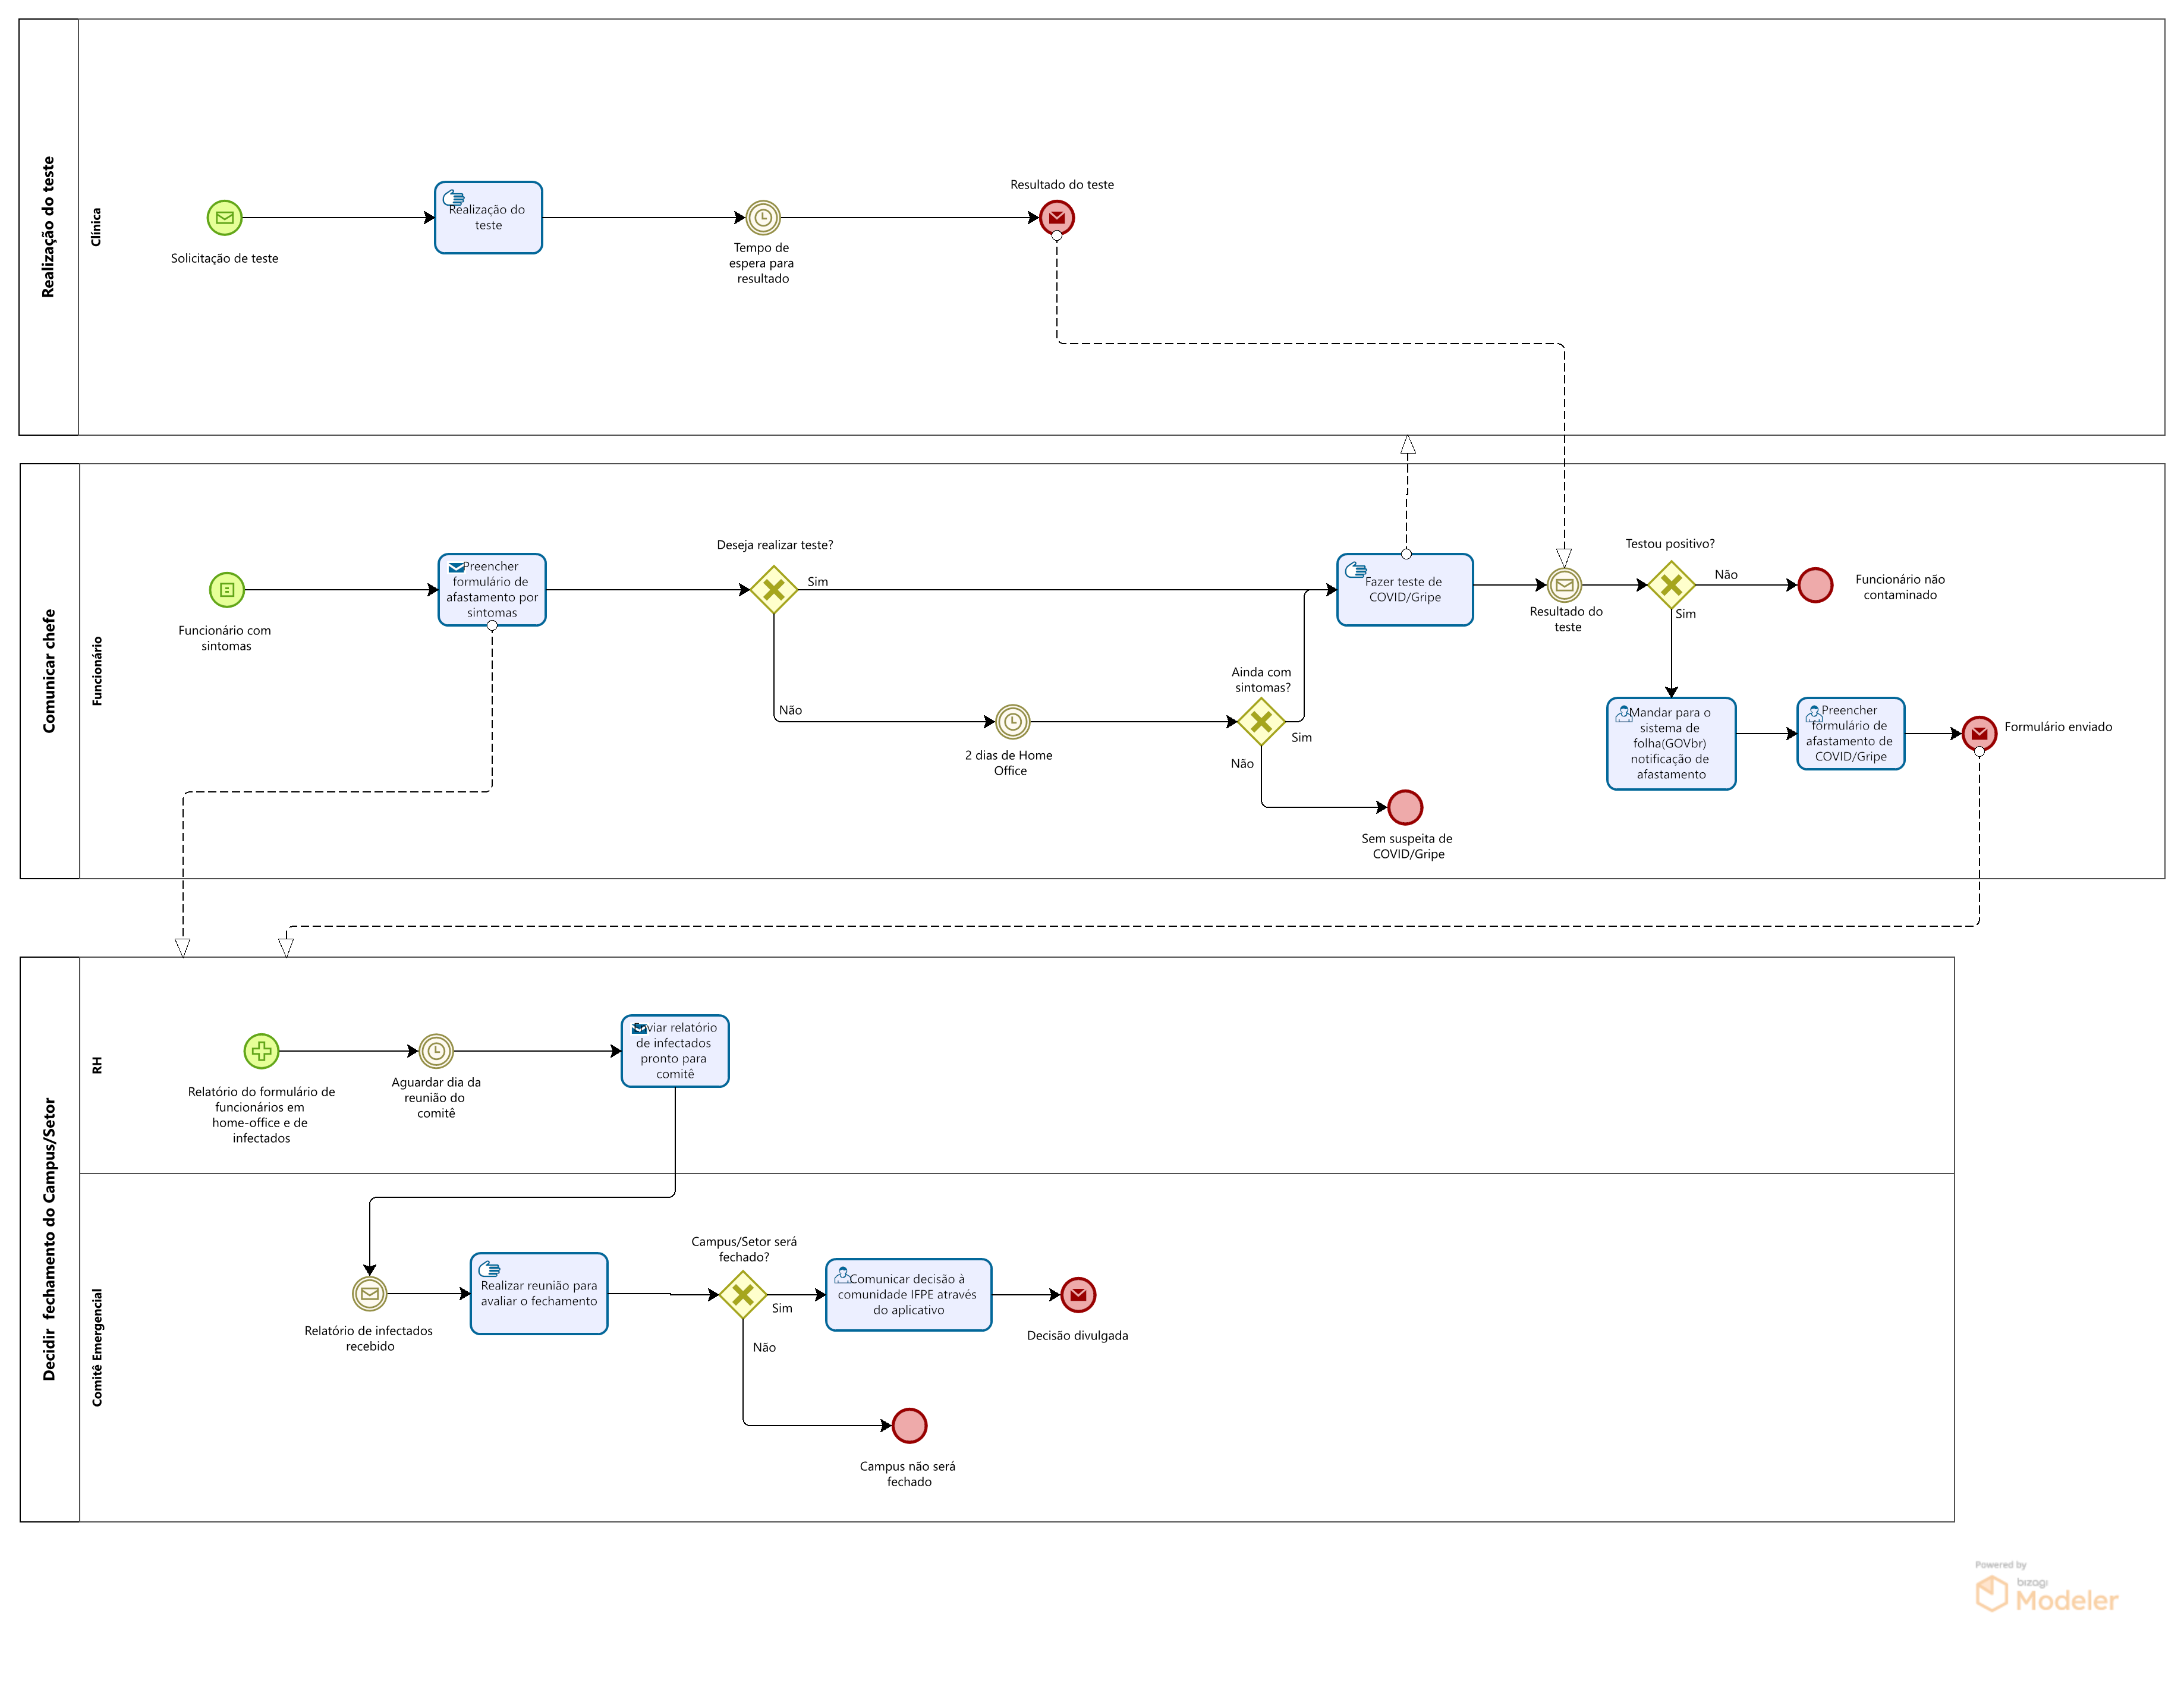 Realização do teste
Clínica
Solicitação de teste
Realização do
teste
Tempo de
espera para
resultado
Resultado do teste
Comunicar chefe
Funcionário
Funcionário com
sintomas
Preencher
formulário de
afastamento por
sintomas
Deseja realizar teste?
Sim
Não
2 dias de Home
Office
Ainda com
sintomas?
Sim
Não
Sem suspeita de
COVID/Gripe
Fazer teste de
COVID/Gripe
Resultado do
teste
Testou positivo?
Não
Sim
Funcionário não
contaminado
Mandar para o
sistema de
folha(GOVbr)
notificação de
afastamento
Preencher
formulário de
afastamento de
COVID/Gripe
Formulário enviado
Decidir fechamento do Campus/Setor
RH
Relatório do formulário de
funcionários em
home-office e de
infectados
Aguardar dia da
reunião do
comitê
Enviar relatório
de infectados
pronto para
comitê
Comitê Emergencial
Relatório de infectados
recebido
Realizar reunião para
avaliar o fechamento
Campus/Setor será
fechado?
Sim
Não
Comunicar decisão à
comunidade IFPE através
do aplicativo
Decisão divulgada
Campus não será
fechado
Powered by
bizagi
Modeler